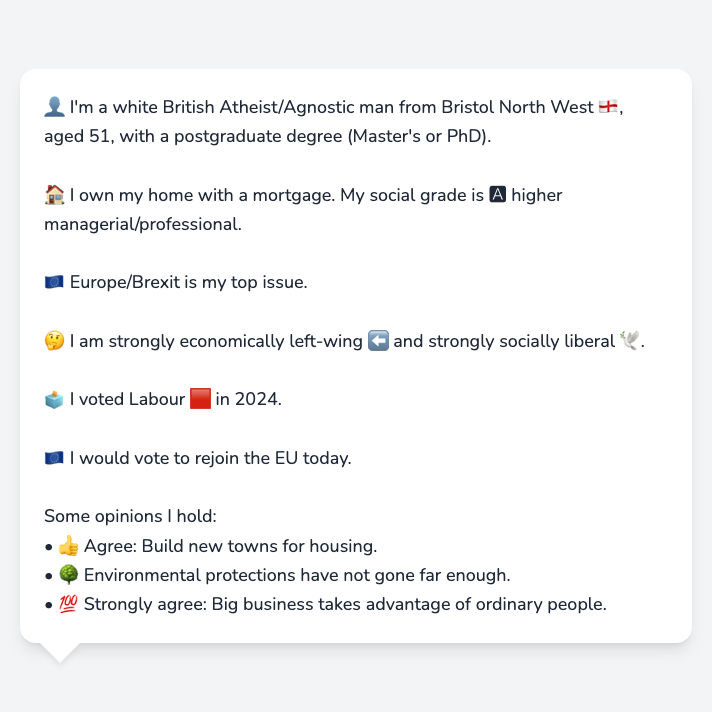 👤 I'm a white British Atheist/Agnostic man from Bristol North West 🏴󠁧󠁢󠁥󠁮󠁧󠁿,
aged 51, with a postgraduate degree (Master's or PhD).
🏠 I own my home with a mortgage. My social grade is 🅰 higher
managerial/professional.
🇪🇺 Europe/Brexit is my top issue.
🤔 I am strongly economically left-wing ⬅️ and strongly socially liberal 🕊️.
🗳️ I voted Labour 🟥 in 2024.
🇪🇺 I would vote to rejoin the EU today.
Some opinions I hold:
• 👍 Agree: Build new towns for housing.
• 🌳 Environmental protections have not gone far enough.
• 💯 Strongly agree: Big business takes advantage of ordinary people.